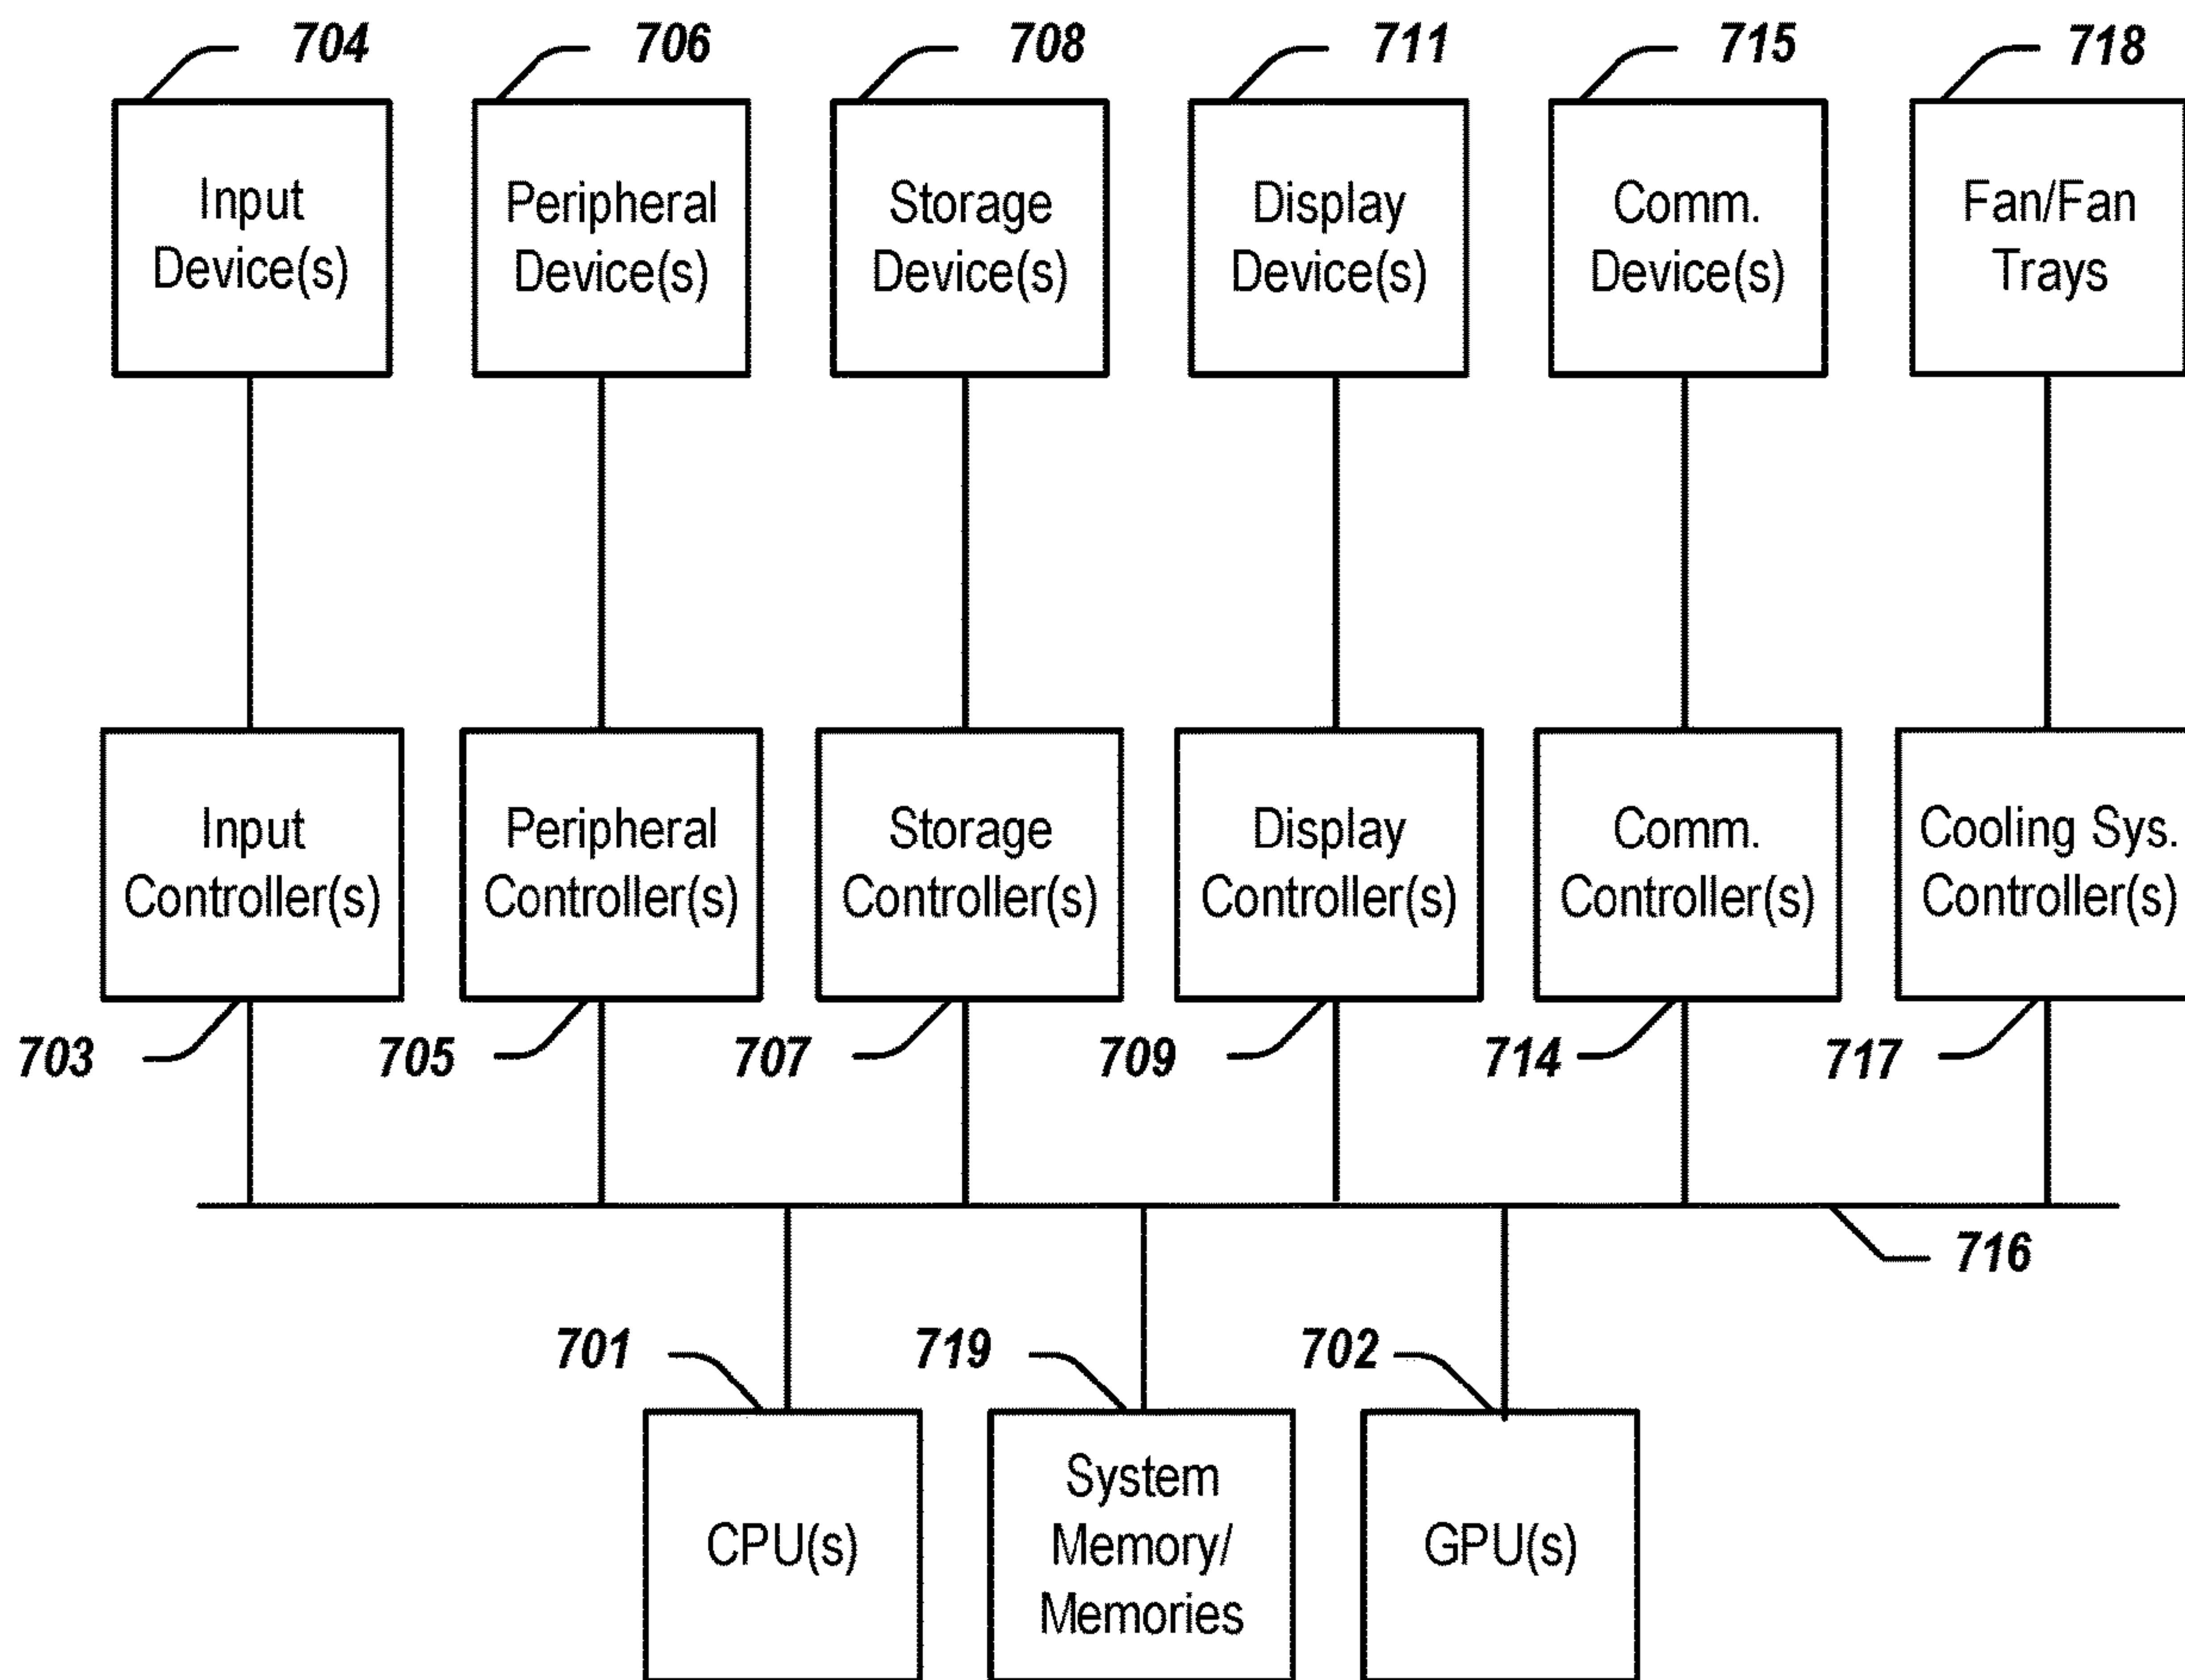 704 706 708 711 715 718
Input
Device(s)
Peripheral
Device(s)
Storage
Device(s)
Display
Device(s)
Comm.
Device(s)
Fan/Fan
Trays
Input
Controller(s)
Peripheral
Controller(s)
Storage
Controller(s)
Display
Controller(s)
Comm.
Controller(s)
Cooling Sys.
Controller(s)
703 705 707 709 714 717
716
701 719 702
CPU(s)
System
Memory/
Memories
GPU(s)